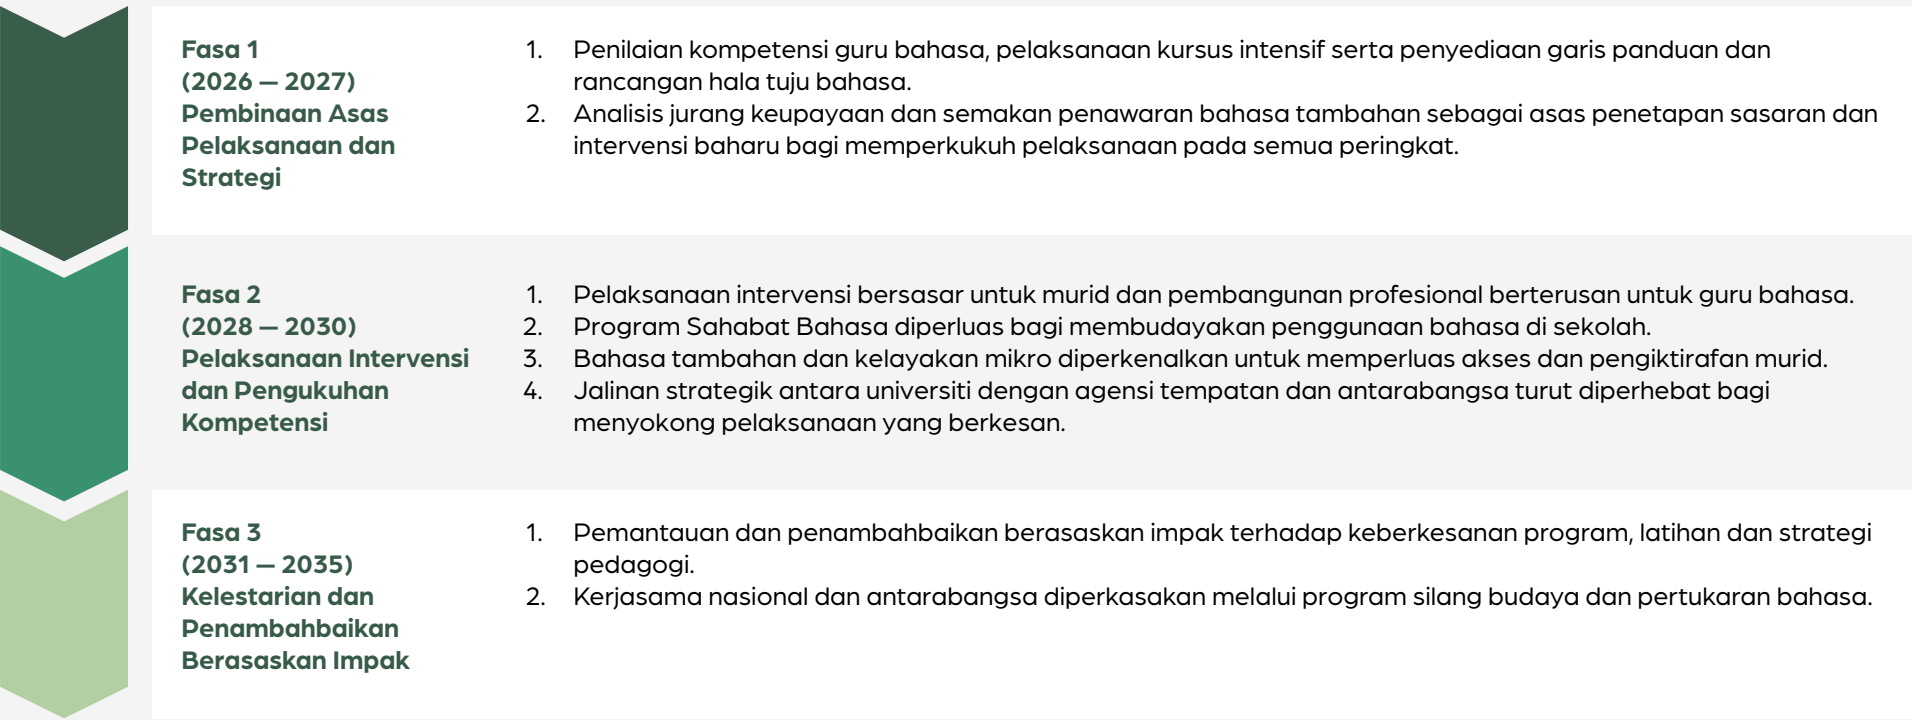 Fasa 1
(2026 – 2027)
Pembinaan Asas
Pelaksanaan dan
Strategi
1. Penilaian kompetensi guru bahasa, pelaksanaan kursus intensif serta penyediaan garis panduan dan
rancangan hala tuju bahasa.
2. Analisis jurang keupayaan dan semakan penawaran bahasa tambahan sebagai asas penetapan sasaran dan
intervensi baharu bagi memperkukuh pelaksanaan pada semua peringkat.
Fasa 2
(2028 – 2030)
Pelaksanaan Intervensi
dan Pengukuhan
Kompetensi
1. Pelaksanaan intervensi bersasar untuk murid dan pembangunan profesional berterusan untuk guru bahasa.
2. Program Sahabat Bahasa diperluas bagi membudayakan penggunaan bahasa di sekolah.
3. Bahasa tambahan dan kelayakan mikro diperkenalkan untuk memperluas akses dan pengiktirafan murid.
4. Jalinan strategik antara universiti dengan agensi tempatan dan antarabangsa turut diperhebat bagi
menyokong pelaksanaan yang berkesan.
Fasa 3
(2031 – 2035)
Kelestarian dan
Penambahbaikan
Berasaskan Impak
1. Pemantauan dan penambahbaikan berasaskan impak terhadap keberkesanan program, latihan dan strategi
pedagogi.
2. Kerjasama nasional dan antarabangsa diperkasakan melalui program silang budaya dan pertukaran bahasa.